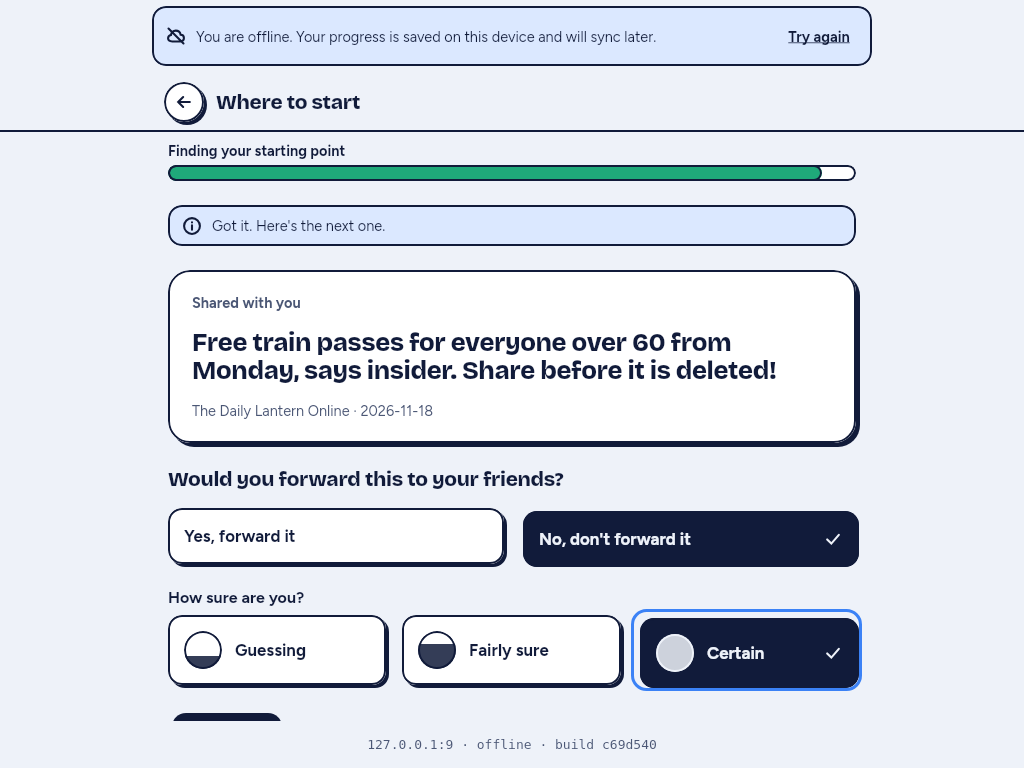 You are offline. Your progress is saved on this device and will sync later.
Try again
Where to start
Finding your starting point
Got it. Here's the next one.
Shared with you
Free train passes for everyone over 60 from
Monday, says insider. Share before it is deleted!
The Daily Lantern Online · 2026-11-18
Would you forward this to your friends?
Yes, forward it
No, don't forward it
How sure are you?
Guessing
Fairly sure
Certain
127.0.0.1:9 · offline · build c69d540